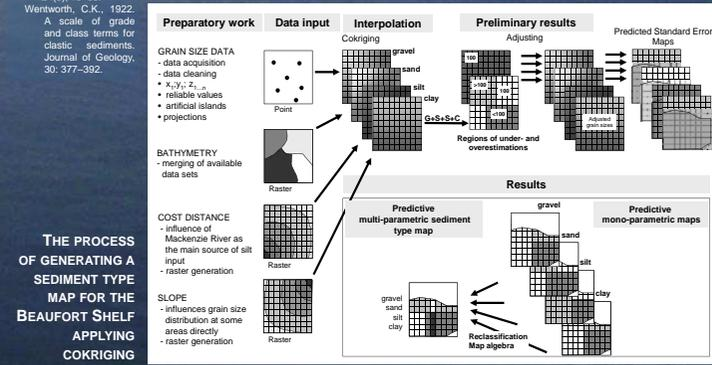 Wentworth, C.K., 1922.
A scale of grade
and class terms for
clastic sediments.
Journal of Geology,
30: 377–392.
THE PROCESS
OF GENERATING A
SEDIMENT TYPE
MAP FOR THE
BEAUFORT SHELF
APPLYING
COKRIGING
Preparatory work
GRAIN SIZE DATA
- data acquisition
- data cleaning
• x₁;y₁; z₁...n
• reliable values
• artificial islands
• projections
BATHYMETRY
- merging of available
data sets
COST DISTANCE
- influence of
Mackenzie River as
the main source of silt
input
- raster generation
SLOPE
- influences grain size
distribution at some
areas directly
- raster generation
Data input
Point
Raster
Raster
Raster
Interpolation
Cokriging
gravel
sand
silt
clay
G+S+S+C
Preliminary results
Adjusting
100
>100
100
<100
Regions of under- and
overestimations
Adjusted
grain sizes
Predicted Standard Error
Maps
Results
Predictive
multi-parametric sediment
type map
gravel
sand
silt
clay
Reclassification
Map algebra
gravel
sand
silt
clay
Predictive
mono-parametric maps